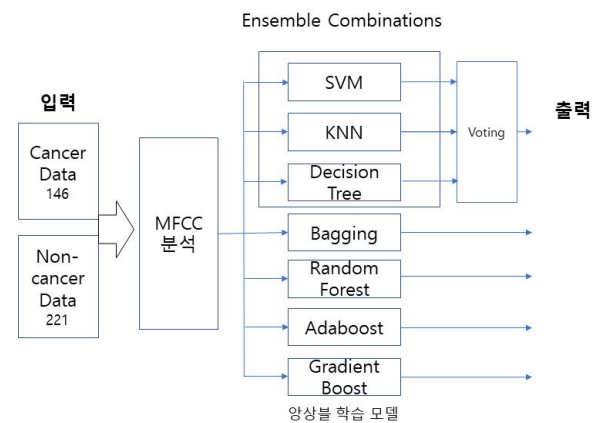 Ensemble Combinations
입력
Cancer
Data
146
Non-
cancer
Data
221
MFCC
분석
SVM
KNN
Decision
Tree
Voting
출력
Bagging
Random
Forest
Adaboost
Gradient
Boost
앙상블 학습 모델